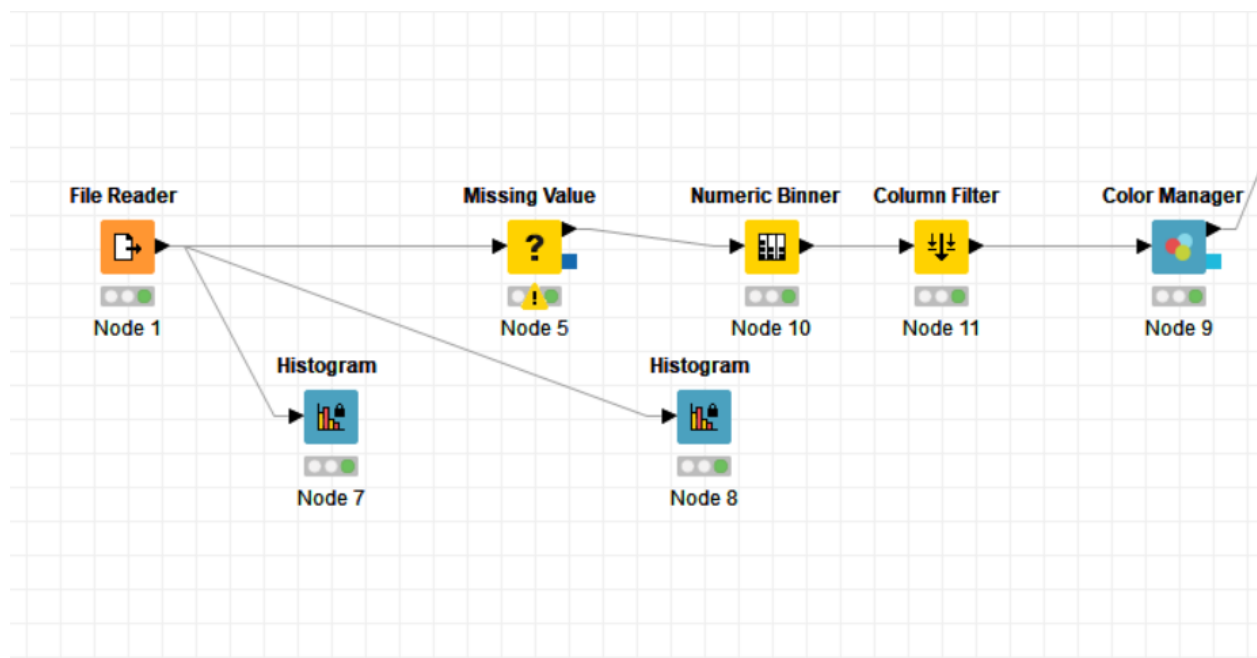 File Reader
Missing Value
Numeric Binner
Column Filter
Color Manager
?
!
Node 1
Node 5
Node 10
Node 11
Node 9
Histogram
Histogram
Node 7
Node 8